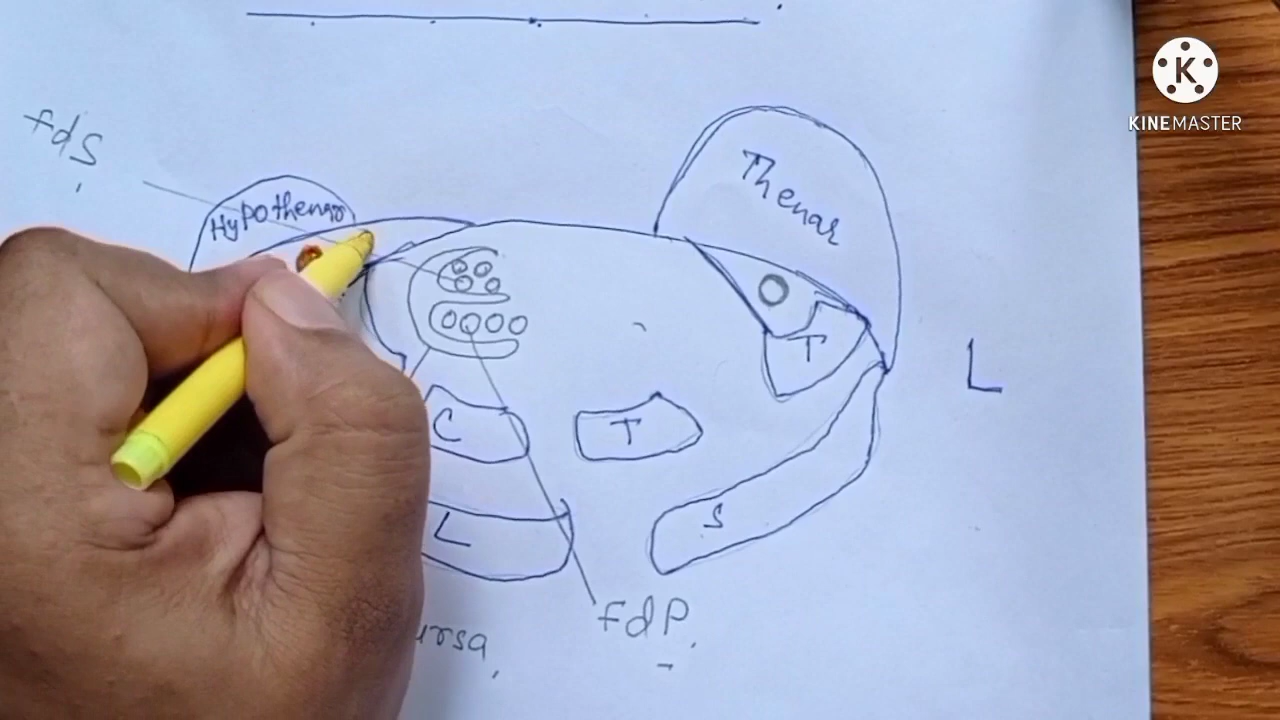 K
KINEMASTER
fds
Thenar
Hypothenar
T
L
C
T
S
L
fdP.
ursa,